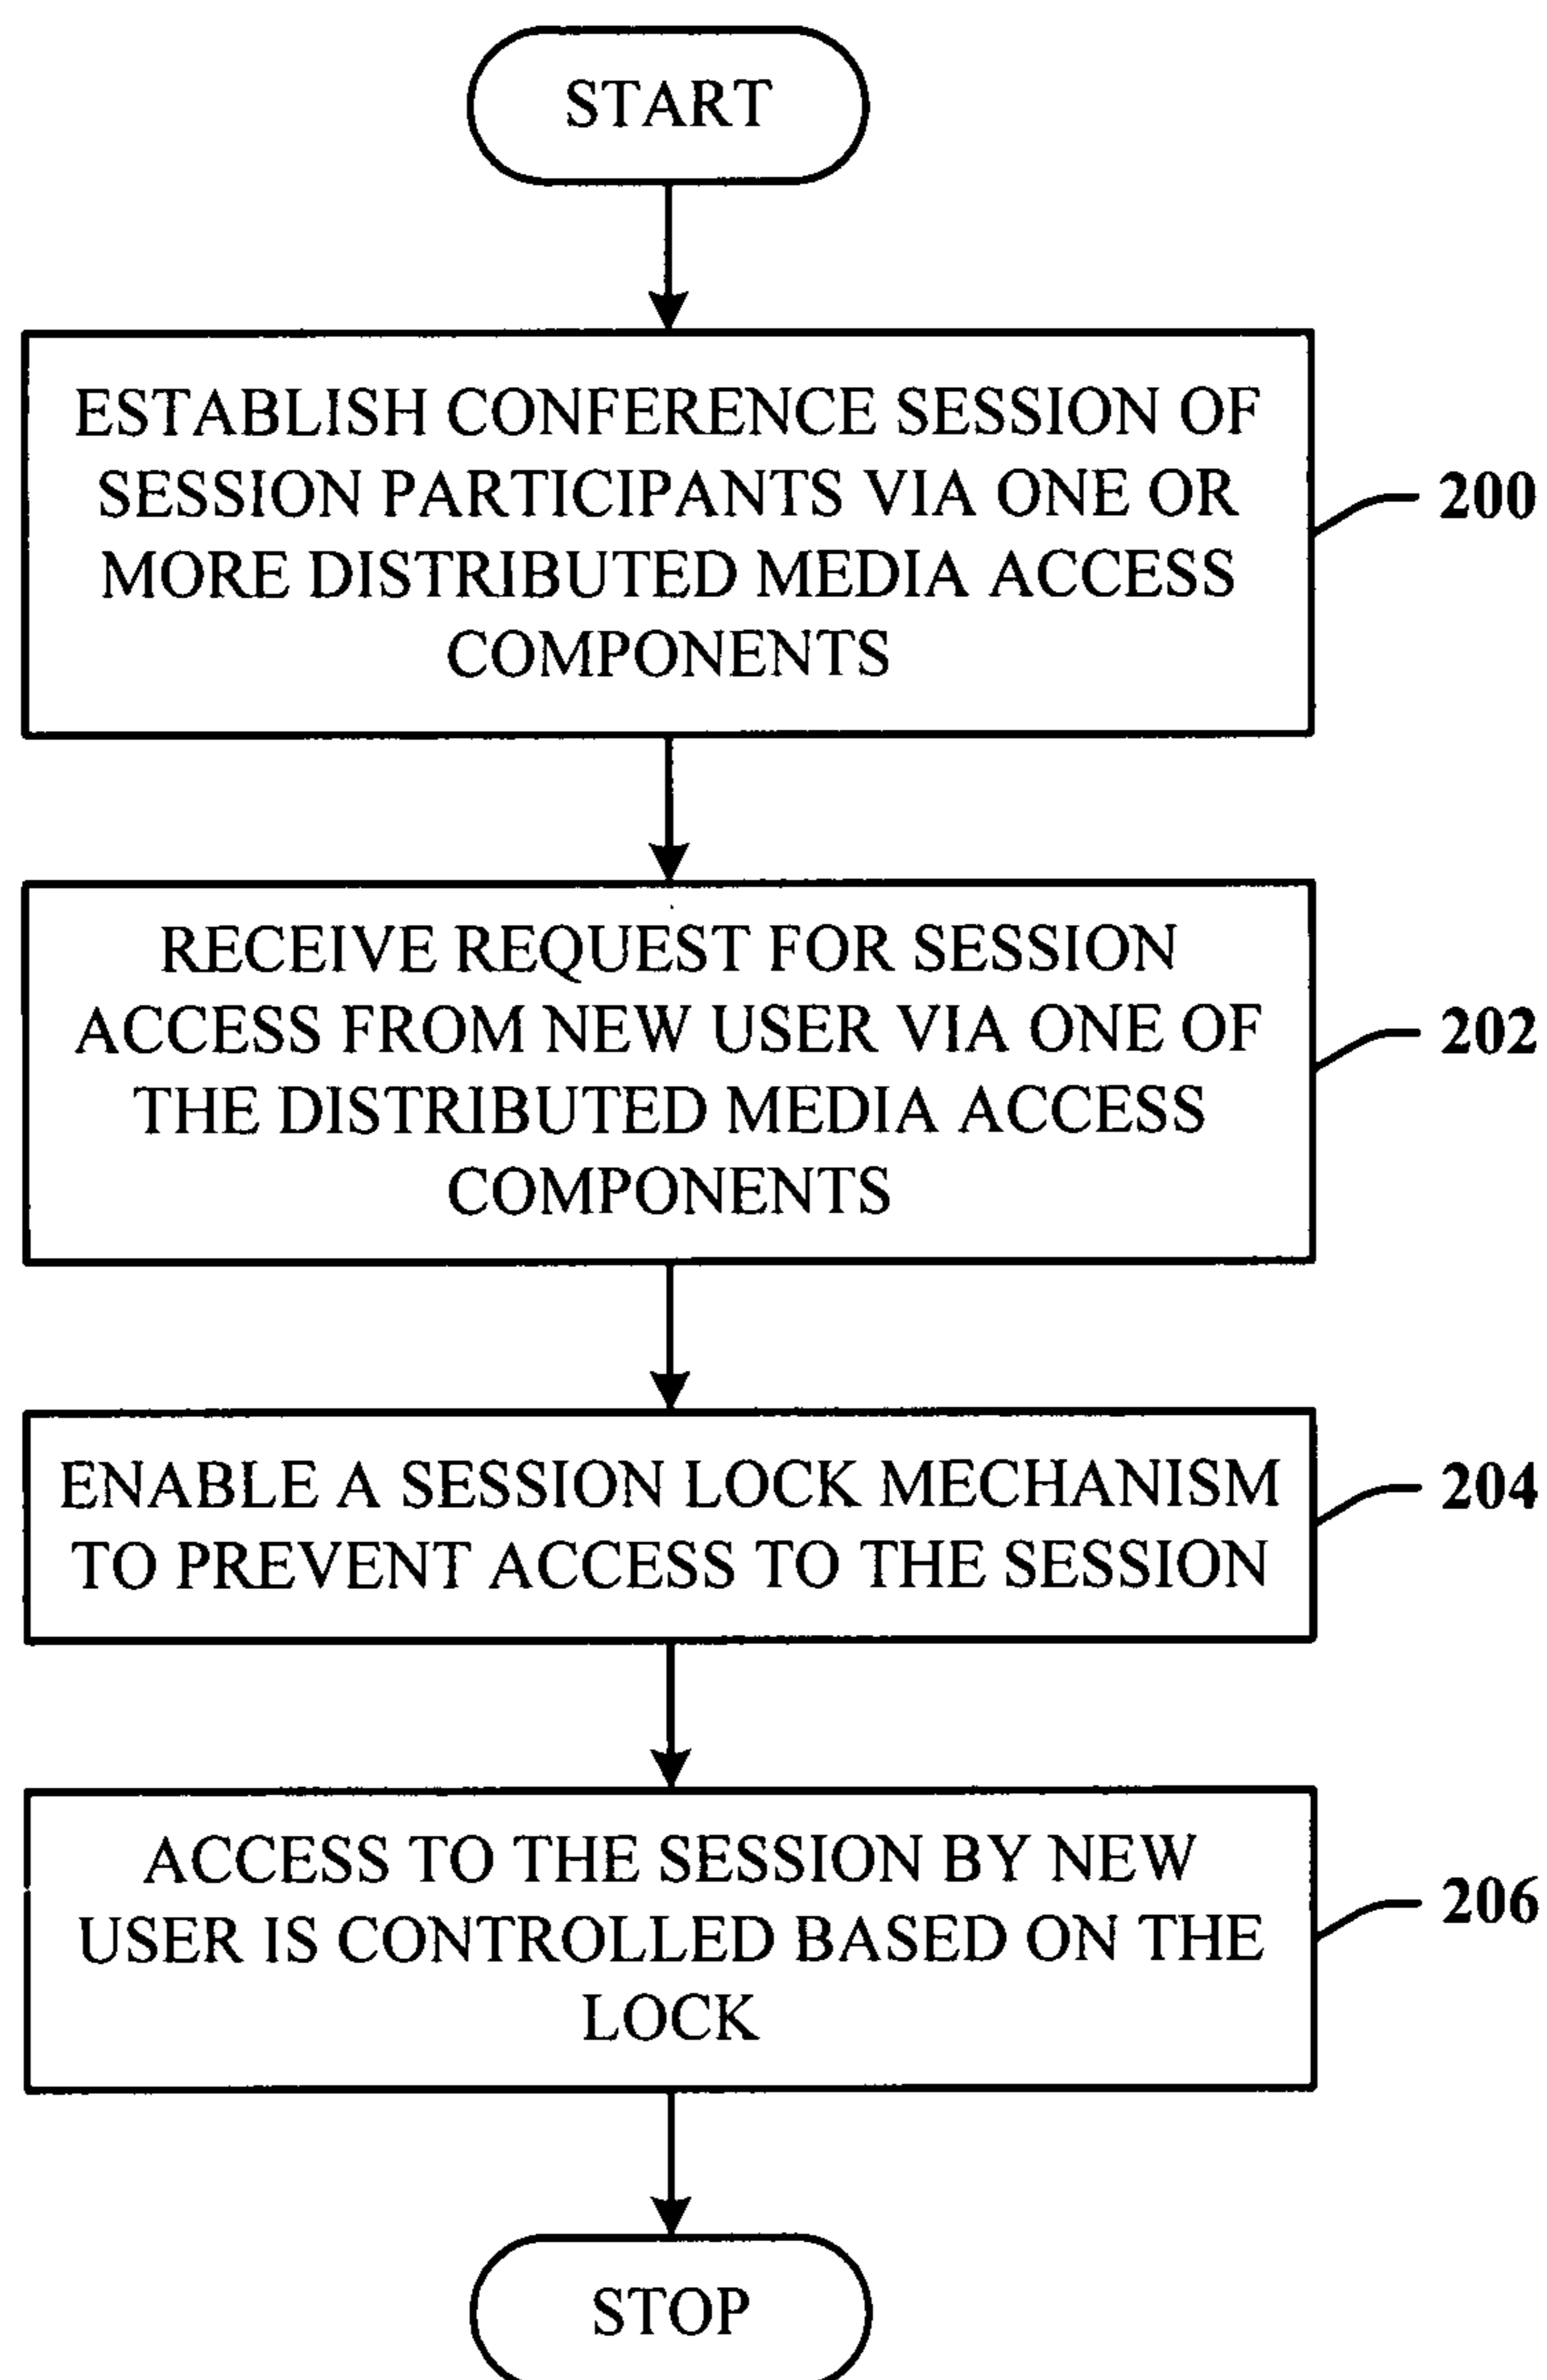 START
ESTABLISH CONFERENCE SESSION OF
SESSION PARTICIPANTS VIA ONE OR
MORE DISTRIBUTED MEDIA ACCESS
COMPONENTS
200
RECEIVE REQUEST FOR SESSION
ACCESS FROM NEW USER VIA ONE OF
THE DISTRIBUTED MEDIA ACCESS
COMPONENTS
202
ENABLE A SESSION LOCK MECHANISM
TO PREVENT ACCESS TO THE SESSION
204
ACCESS TO THE SESSION BY NEW
USER IS CONTROLLED BASED ON THE
LOCK
206
STOP